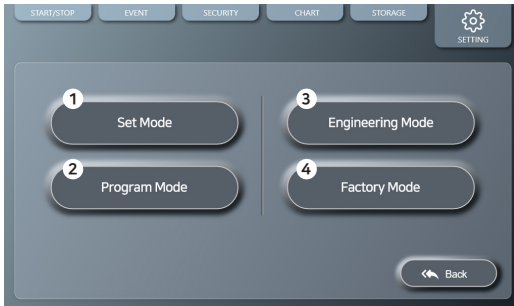 START/STOP
EVENT
SECURITY
CHART
STORAGE
SETTING
1
Set Mode
2
Program Mode
3
Engineering Mode
4
Factory Mode
Back